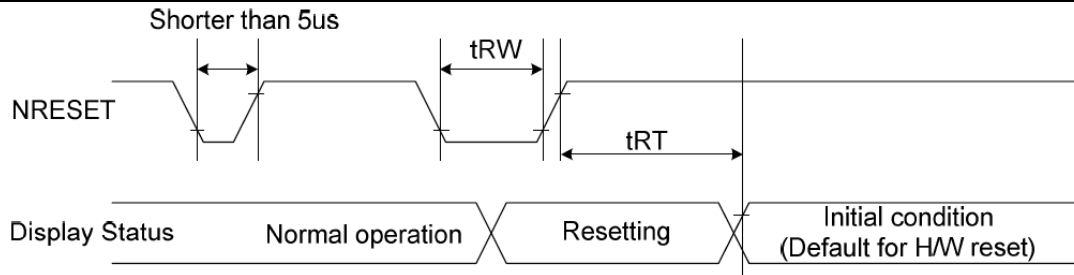 Shorter than 5us
tRW
NRESET
tRT
Display Status
Normal operation
Resetting
Initial condition
(Default for H/W reset)